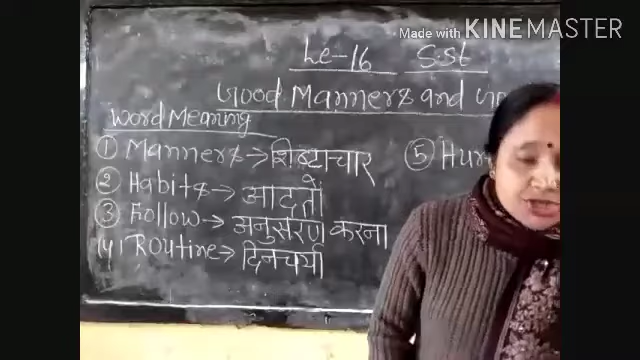 Made with KINEMASTER
Le-16 S.St
Good Manners and
Word Meaning
① Manners → शिष्टाचार
② Habits → आदतें
③ Follow → अनुसरण करना
(4) Routine → दिनचर्या
⑤